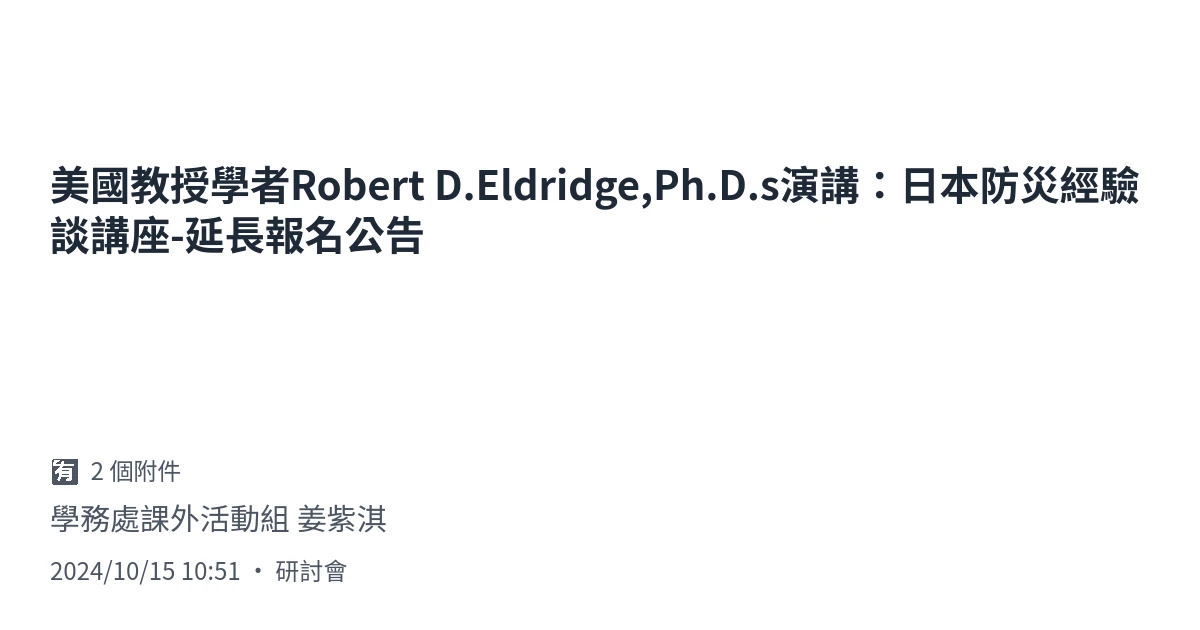 美國教授學者Robert D.Eldridge,Ph.D.s演講：日本防災經驗
談講座-延長報名公告
🈶 2 個附件
學務處課外活動組 姜紫淇
2024/10/15 10:51 · 研討會